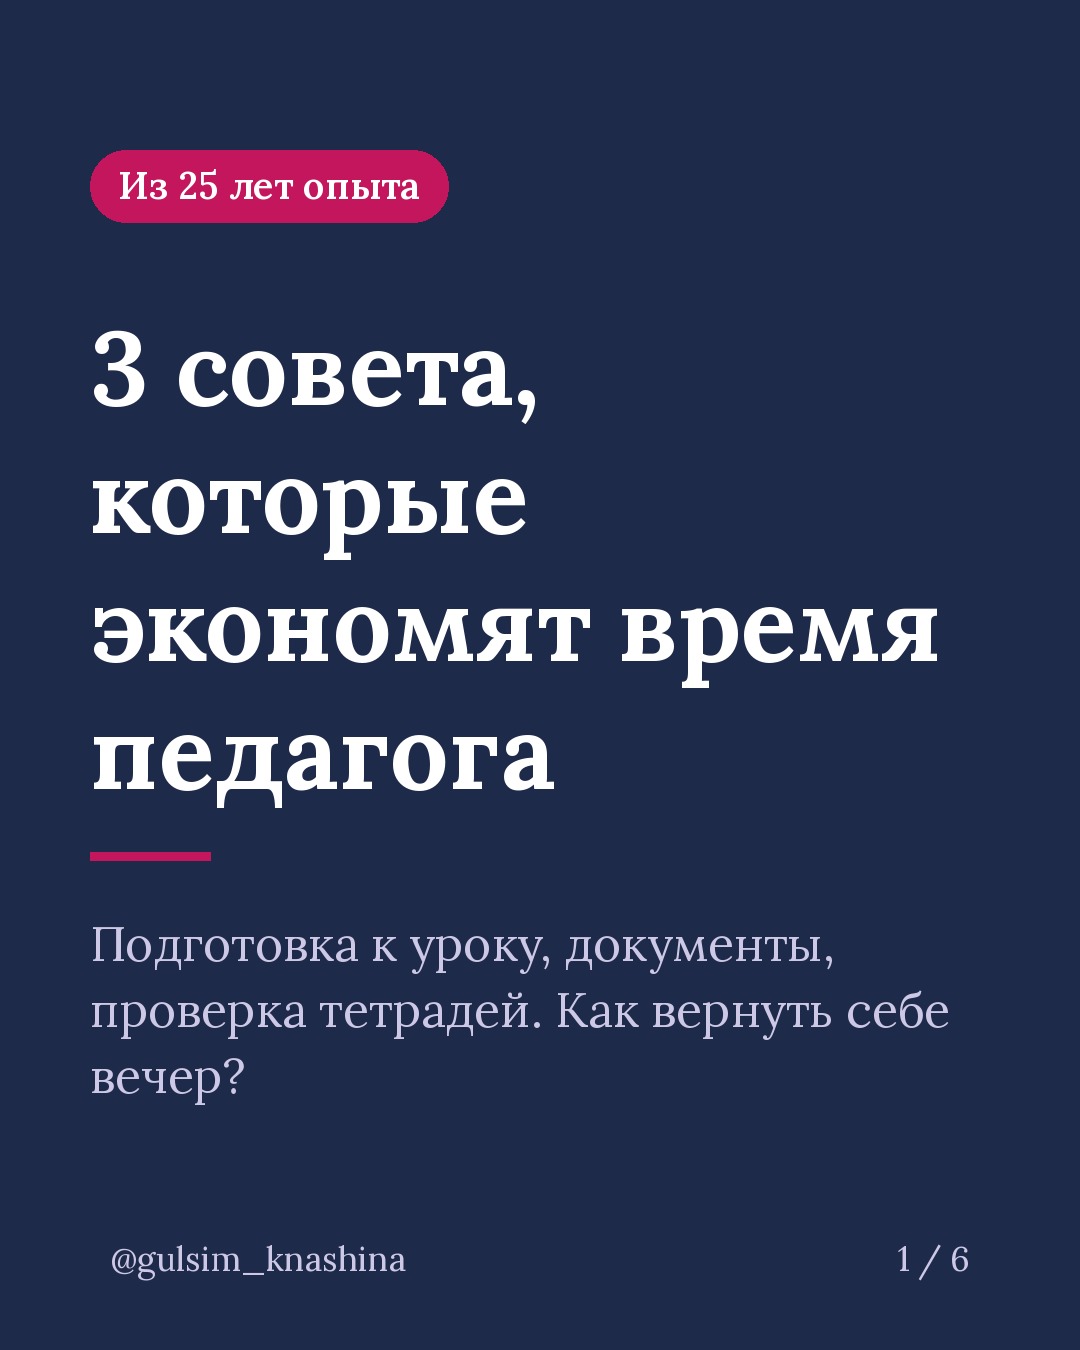 Из 25 лет опыта
3 совета,
которые
экономят время
педагога
Подготовка к уроку, документы,
проверка тетрадей. Как вернуть себе
вечер?
@gulsim_knashina
1 / 6